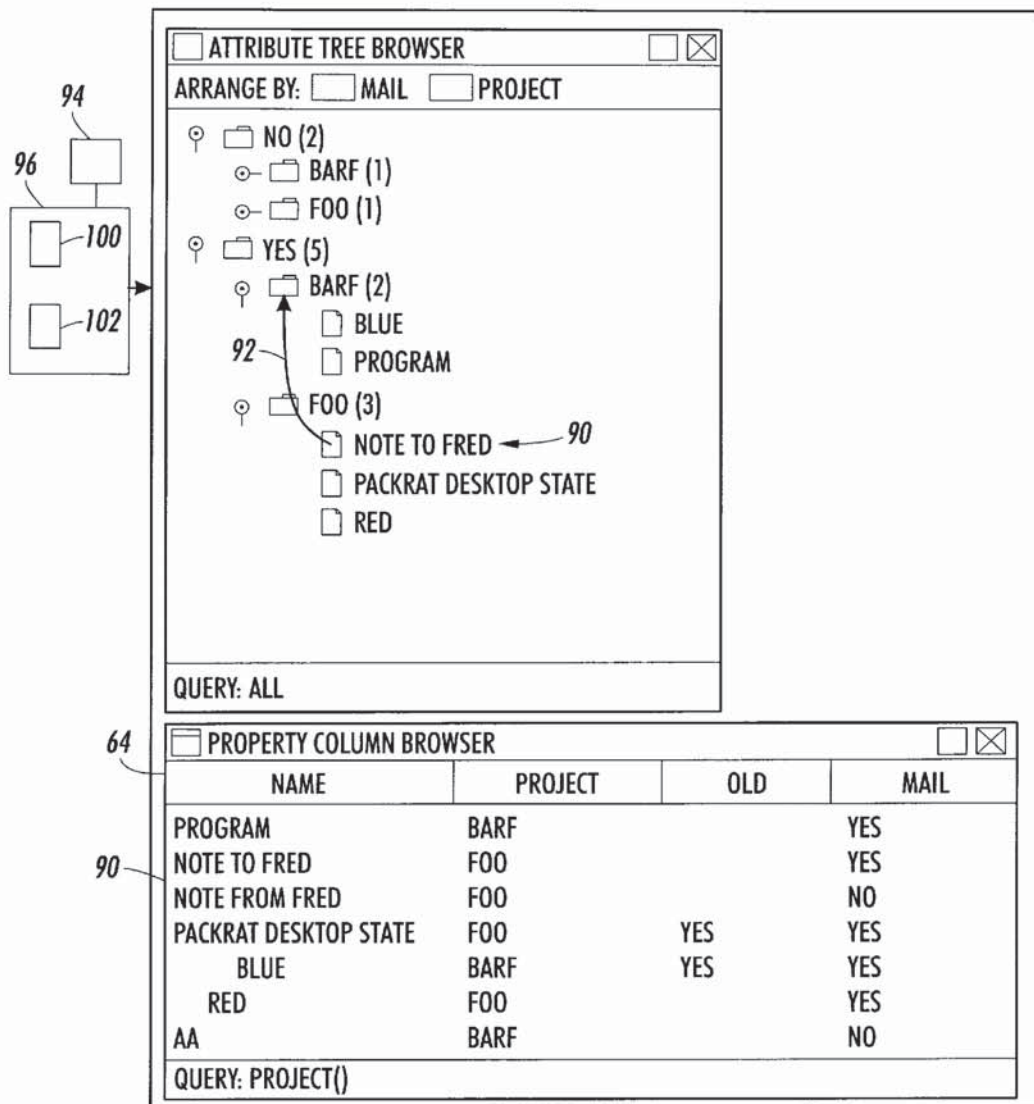 ATTRIBUTE TREE BROWSER
ARRANGE BY: MAIL PROJECT
94
NO (2)
96
BARF (1)
FOO (1)
100
YES (5)
BARF (2)
102
BLUE
92
PROGRAM
FOO (3)
NOTE TO FRED 90
PACKRAT DESKTOP STATE
RED
QUERY: ALL
64
PROPERTY COLUMN BROWSER
NAME PROJECT OLD MAIL
PROGRAM BARF YES
90
NOTE TO FRED FOO YES
NOTE FROM FRED FOO NO
PACKRAT DESKTOP STATE FOO YES YES
BLUE BARF YES YES
RED FOO YES
AA BARF NO
QUERY: PROJECT()